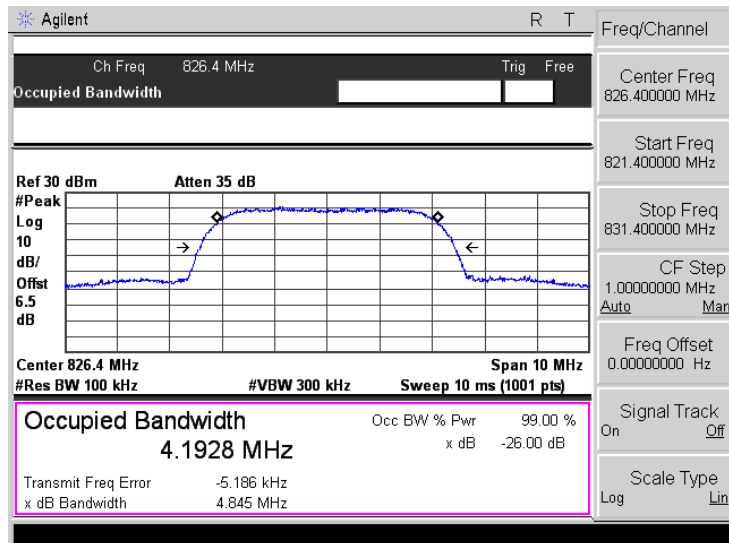 Agilent R T
Ch Freq 826.4 MHz Trig Free
Occupied Bandwidth
Ref 30 dBm Atten 35 dB
#Peak
Log
10
dB/
Offst
6.5
dB
Center 826.4 MHz Span 10 MHz
#Res BW 100 kHz #VBW 300 kHz Sweep 10 ms (1001 pts)
Occupied Bandwidth Occ BW % Pwr 99.00 %
4.1928 MHz x dB -26.00 dB
Transmit Freq Error -5.186 kHz
x dB Bandwidth 4.845 MHz
Freq/Channel
Center Freq
826.400000 MHz
Start Freq
821.400000 MHz
Stop Freq
831.400000 MHz
CF Step
1.00000000 MHz
Auto Man
Freq Offset
0.00000000 Hz
Signal Track
On Off
Scale Type
Log Lin